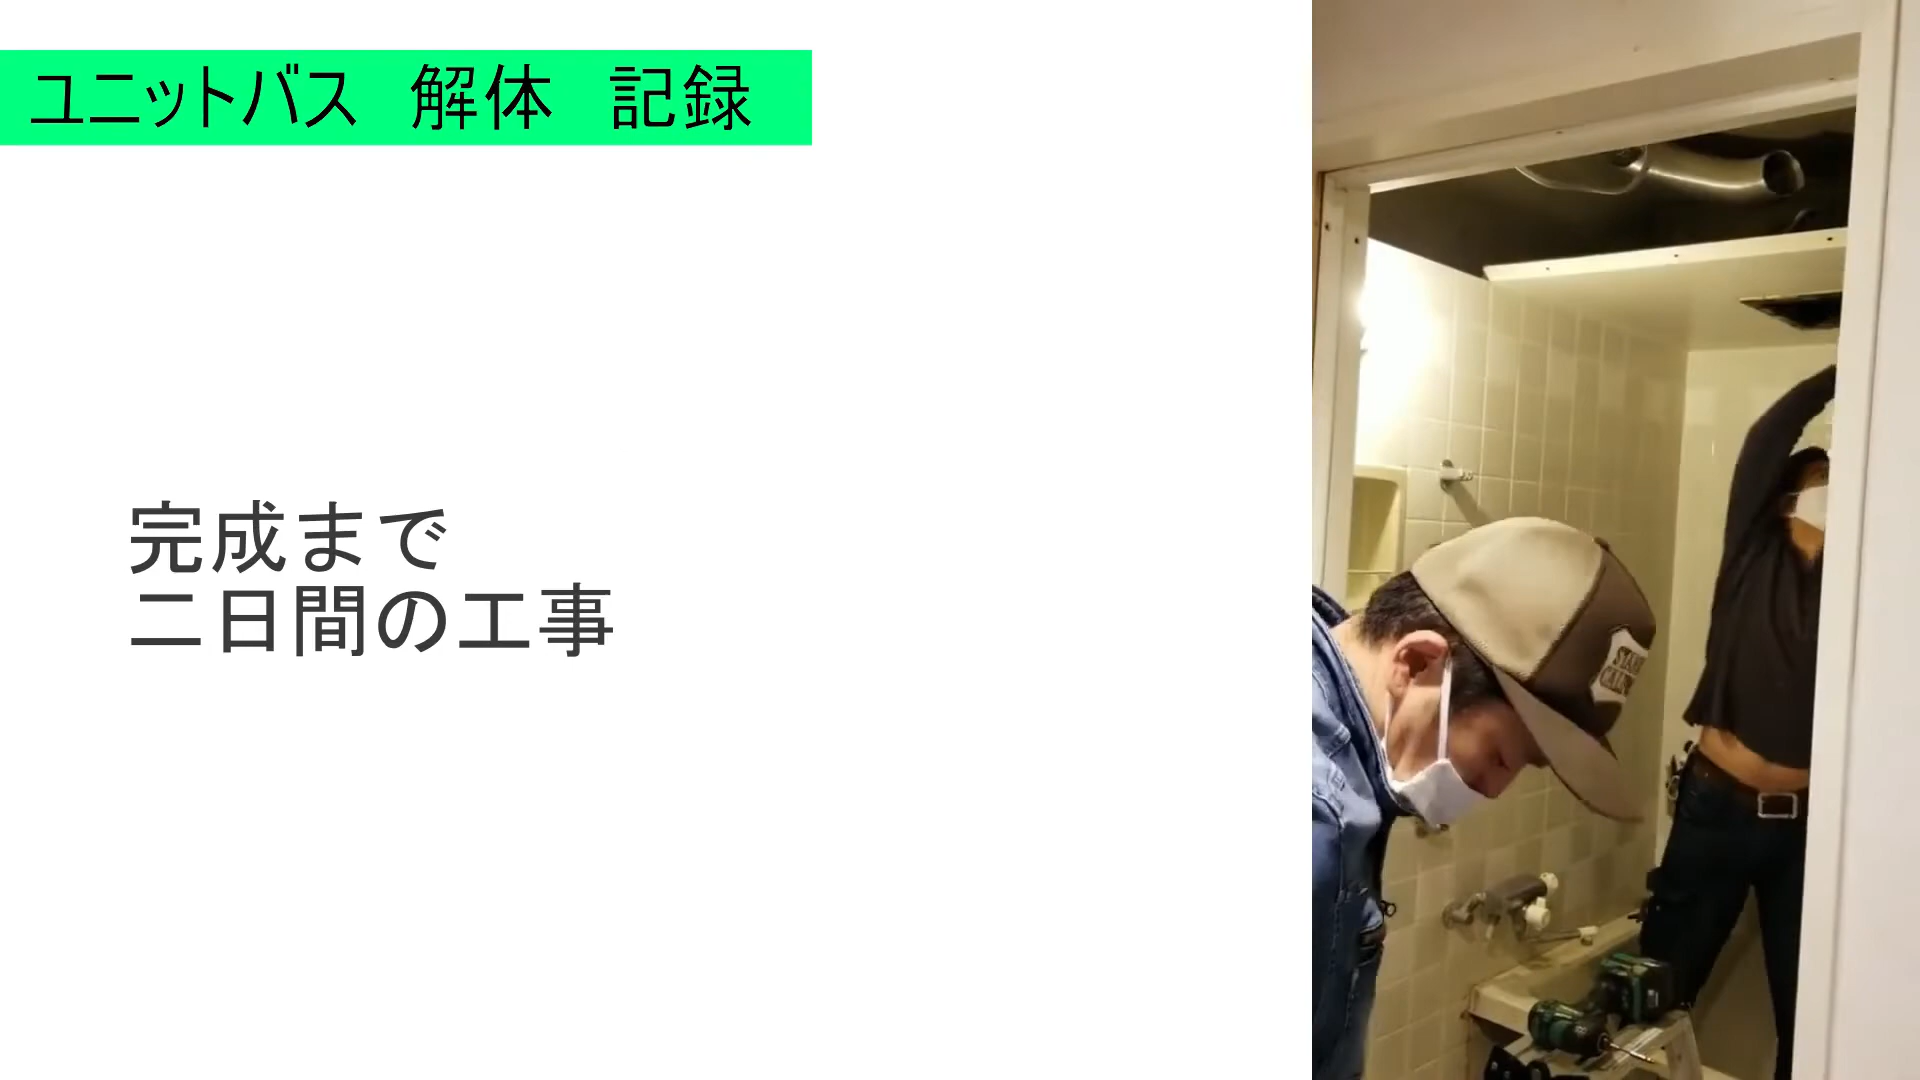 ユニットバス　解体　記録
完成まで
二日間の工事